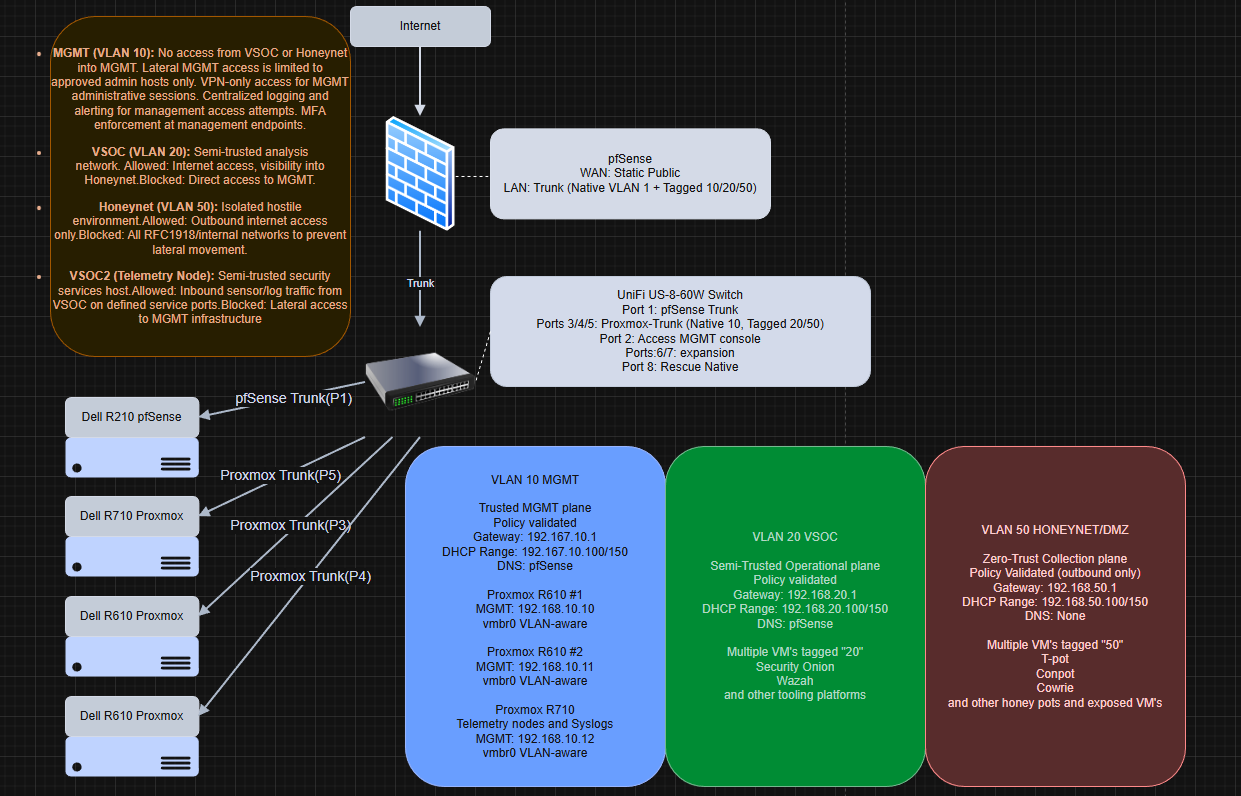 Internet
MGMT (VLAN 10): No access from VSOC or Honeynet
into MGMT. Lateral MGMT access is limited to
approved admin hosts only. VPN-only access for MGMT
administrative sessions. Centralized logging and
alerting for management access attempts. MFA
enforcement at management endpoints.
VSOC (VLAN 20): Semi-trusted analysis
network. Allowed: Internet access, visibility into
Honeynet.Blocked: Direct access to MGMT.
Honeynet (VLAN 50): Isolated hostile
environment.Allowed: Outbound internet access
only.Blocked: All RFC1918/internal networks to prevent
lateral movement.
VSOC2 (Telemetry Node): Semi-trusted security
services host.Allowed: Inbound sensor/log traffic from
VSOC on defined service ports.Blocked: Lateral access
to MGMT infrastructure
pfSense
WAN: Static Public
LAN: Trunk (Native VLAN 1 + Tagged 10/20/50)
Trunk
UniFi US-8-60W Switch
Port 1: pfSense Trunk
Ports 3/4/5: Proxmox-Trunk (Native 10, Tagged 20/50)
Port 2: Access MGMT console
Ports:6/7: expansion
Port 8: Rescue Native
pfSense Trunk(P1)
Dell R210 pfSense
Proxmox Trunk(P5)
Dell R710 Proxmox
Proxmox Trunk(P3)
Proxmox Trunk(P4)
Dell R610 Proxmox
Dell R610 Proxmox
VLAN 10 MGMT
Trusted MGMT plane
Policy validated
Gateway: 192.167.10.1
DHCP Range: 192.167.10.100/150
DNS: pfSense
Proxmox R610 #1
MGMT: 192.168.10.10
vmbr0 VLAN-aware
Proxmox R610 #2
MGMT: 192.168.10.11
vmbr0 VLAN-aware
Proxmox R710
Telemetry nodes and Syslogs
MGMT: 192.168.10.12
vmbr0 VLAN-aware
VLAN 20 VSOC
Semi-Trusted Operational plane
Policy validated
Gateway: 192.168.20.1
DHCP Range: 192.168.20.100/150
DNS: pfSense
Multiple VM's tagged "20"
Security Onion
Wazah
and other tooling platforms
VLAN 50 HONEYNET/DMZ
Zero-Trust Collection plane
Policy Validated (outbound only)
Gateway: 192.168.50.1
DHCP Range: 192.168.50.100/150
DNS: None
Multiple VM's tagged "50"
T-pot
Conpot
Cowrie
and other honey pots and exposed VM's